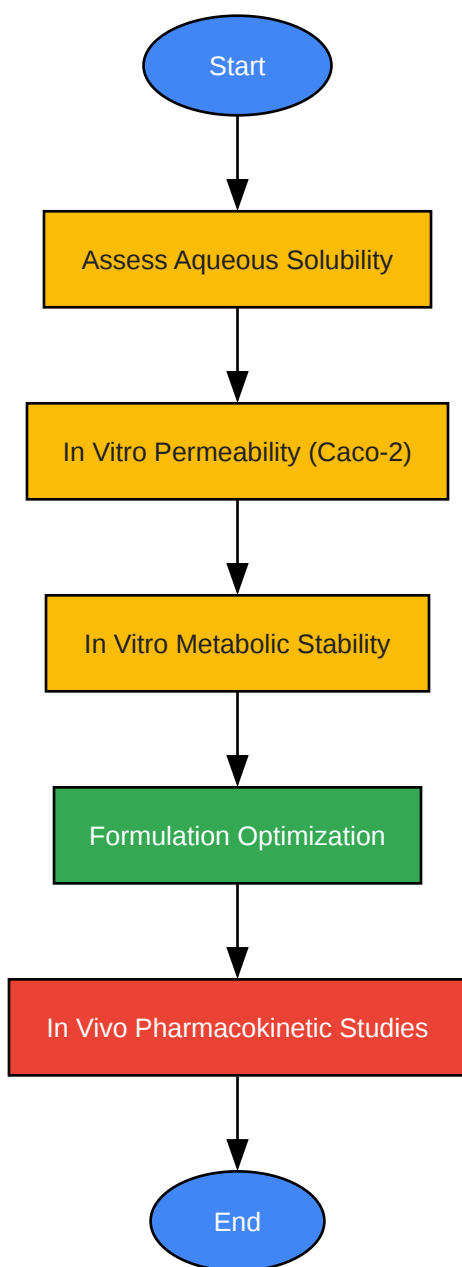 Start
Assess Aqueous Solubility
In Vitro Permeability (Caco-2)
In Vitro Metabolic Stability
Formulation Optimization
In Vivo Pharmacokinetic Studies
End